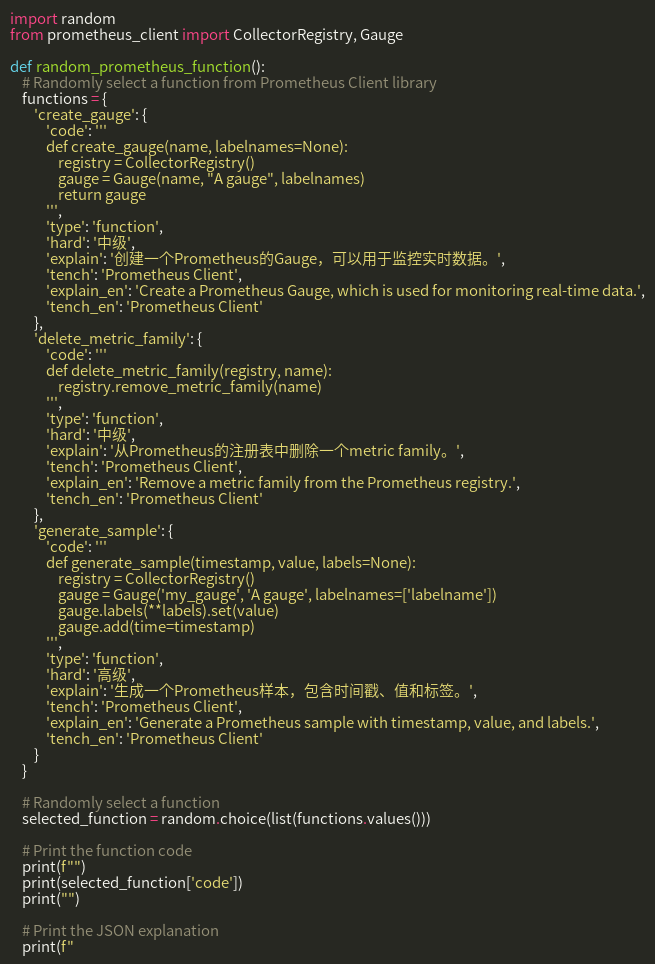 import random
from prometheus_client import CollectorRegistry, Gauge

def random_prometheus_function():
    # Randomly select a function from Prometheus Client library
    functions = {
        'create_gauge': {
            'code': '''
            def create_gauge(name, labelnames=None):
                registry = CollectorRegistry()
                gauge = Gauge(name, "A gauge", labelnames)
                return gauge
            ''',
            'type': 'function',
            'hard': '中级',
            'explain': '创建一个Prometheus的Gauge，可以用于监控实时数据。',
            'tench': 'Prometheus Client',
            'explain_en': 'Create a Prometheus Gauge, which is used for monitoring real-time data.',
            'tench_en': 'Prometheus Client'
        },
        'delete_metric_family': {
            'code': '''
            def delete_metric_family(registry, name):
                registry.remove_metric_family(name)
            ''',
            'type': 'function',
            'hard': '中级',
            'explain': '从Prometheus的注册表中删除一个metric family。',
            'tench': 'Prometheus Client',
            'explain_en': 'Remove a metric family from the Prometheus registry.',
            'tench_en': 'Prometheus Client'
        },
        'generate_sample': {
            'code': '''
            def generate_sample(timestamp, value, labels=None):
                registry = CollectorRegistry()
                gauge = Gauge('my_gauge', 'A gauge', labelnames=['labelname'])
                gauge.labels(**labels).set(value)
                gauge.add(time=timestamp)
            ''',
            'type': 'function',
            'hard': '高级',
            'explain': '生成一个Prometheus样本，包含时间戳、值和标签。',
            'tench': 'Prometheus Client',
            'explain_en': 'Generate a Prometheus sample with timestamp, value, and labels.',
            'tench_en': 'Prometheus Client'
        }
    }

    # Randomly select a function
    selected_function = random.choice(list(functions.values()))

    # Print the function code
    print(f"")
    print(selected_function['code'])
    print("")

    # Print the JSON explanation
    print(f"